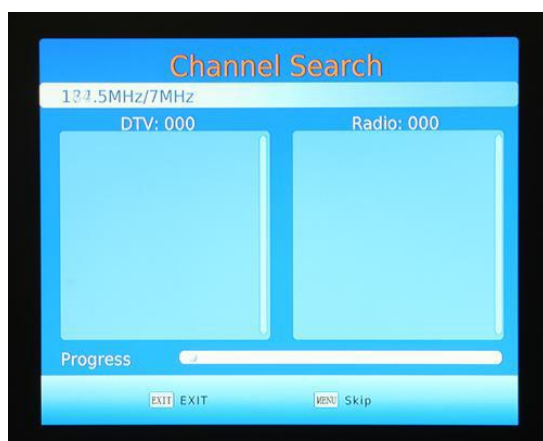 Channel Search
DTV: 000
Radio: 000
Progress
EXIT EXIT
MENU Skip